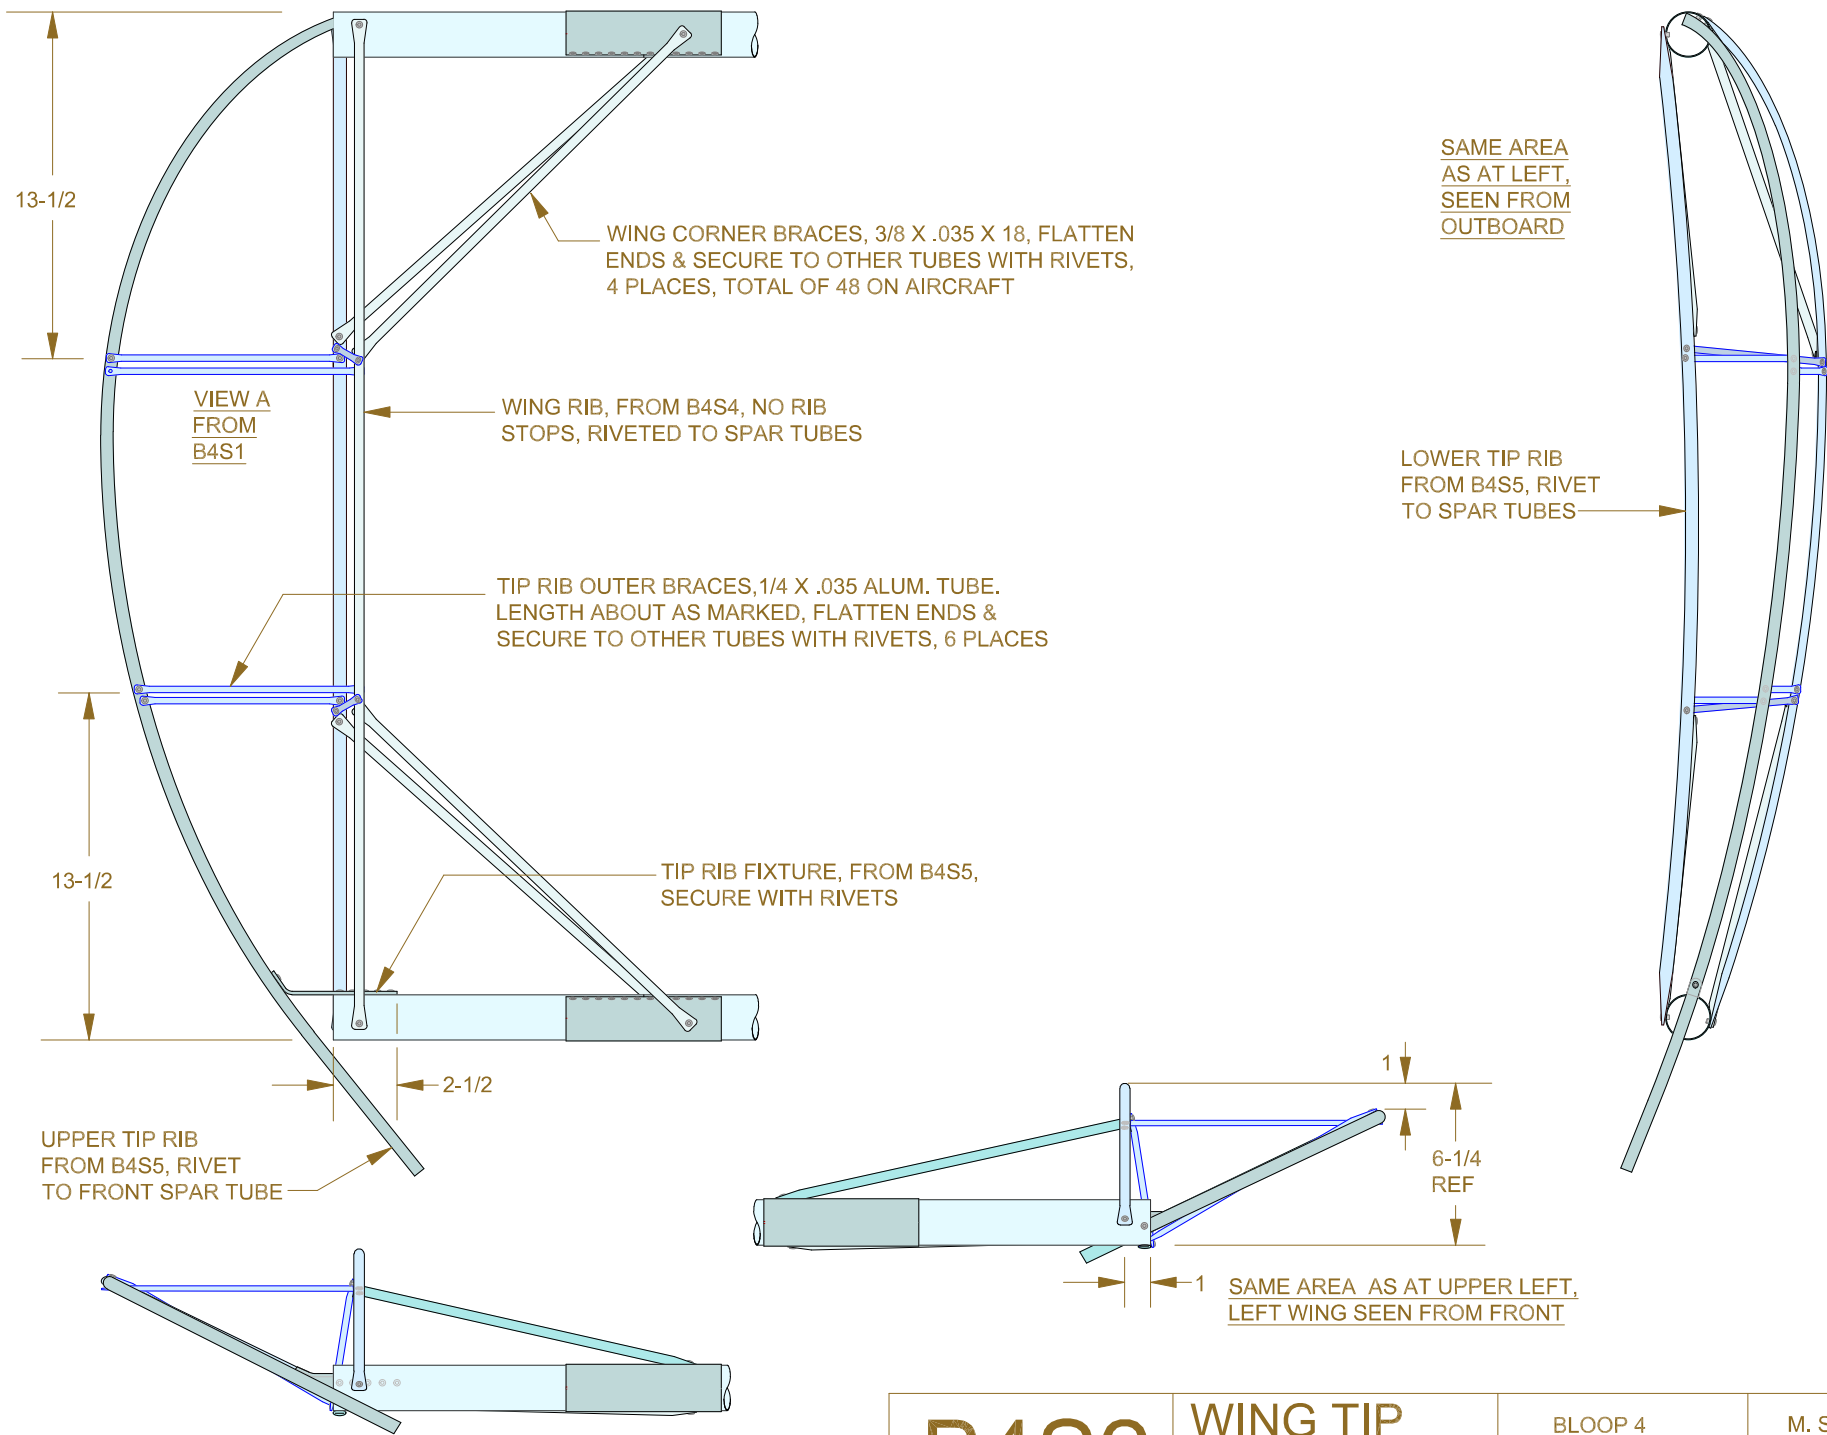 13-1/2
WING CORNER BRACES, 3/8 X .035 X 18, FLATTEN
ENDS & SECURE TO OTHER TUBES WITH RIVETS,
4 PLACES, TOTAL OF 48 ON AIRCRAFT
SAME AREA
AS AT LEFT,
SEEN FROM
OUTBOARD
VIEW A
FROM
B4S1
WING RIB, FROM B4S4, NO RIB
STOPS, RIVETED TO SPAR TUBES
LOWER TIP RIB
FROM B4S5, RIVET
TO SPAR TUBES
TIP RIB OUTER BRACES,1/4 X .035 ALUM. TUBE.
LENGTH ABOUT AS MARKED, FLATTEN ENDS &
SECURE TO OTHER TUBES WITH RIVETS, 6 PLACES
13-1/2
TIP RIB FIXTURE, FROM B4S5,
SECURE WITH RIVETS
2-1/2
UPPER TIP RIB
FROM B4S5, RIVET
TO FRONT SPAR TUBE
1
6-1/4
REF
1
SAME AREA AS AT UPPER LEFT,
LEFT WING SEEN FROM FRONT
WING TIP
BLOOP 4
M. S